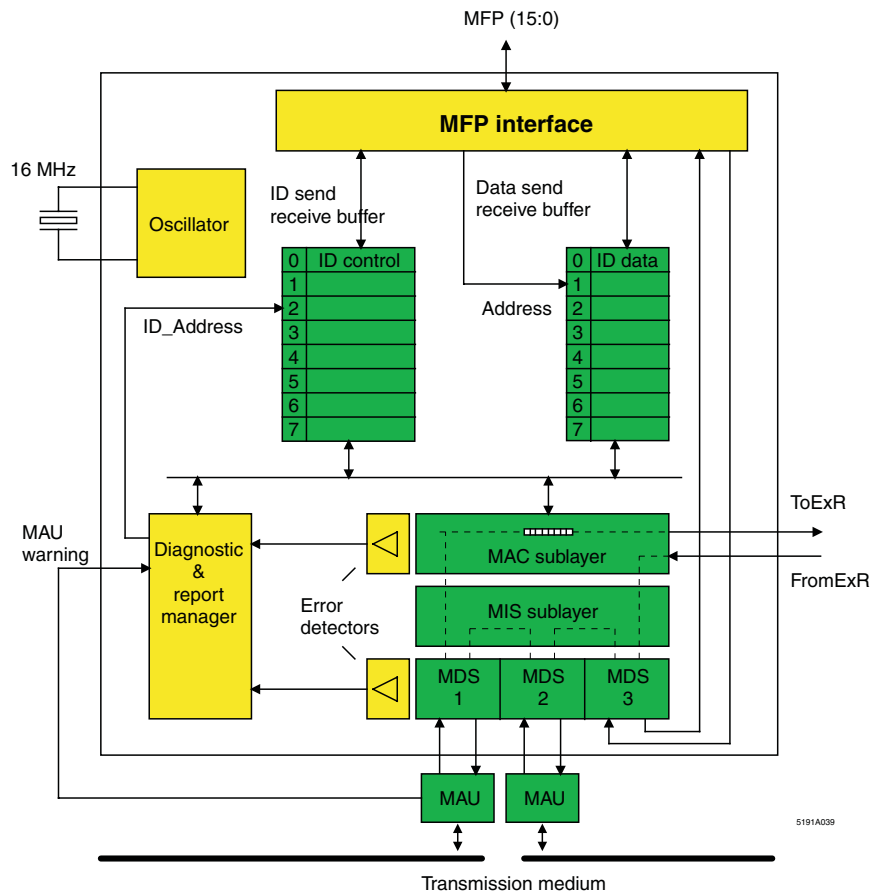 MFP (15:0)
MFP interface
16 MHz
Oscillator
ID send
receive buffer
Data send
receive buffer
0 ID control
1
2
3
4
5
6
7
0 ID data
1
2
3
4
5
6
7
ID_Address
Address
MAU
warning
Diagnostic
&
report
manager
Error
detectors
MAC sublayer
MIS sublayer
MDS
1
MDS
2
MDS
3
ToExR
FromExR
MAU
MAU
5191A039
Transmission medium